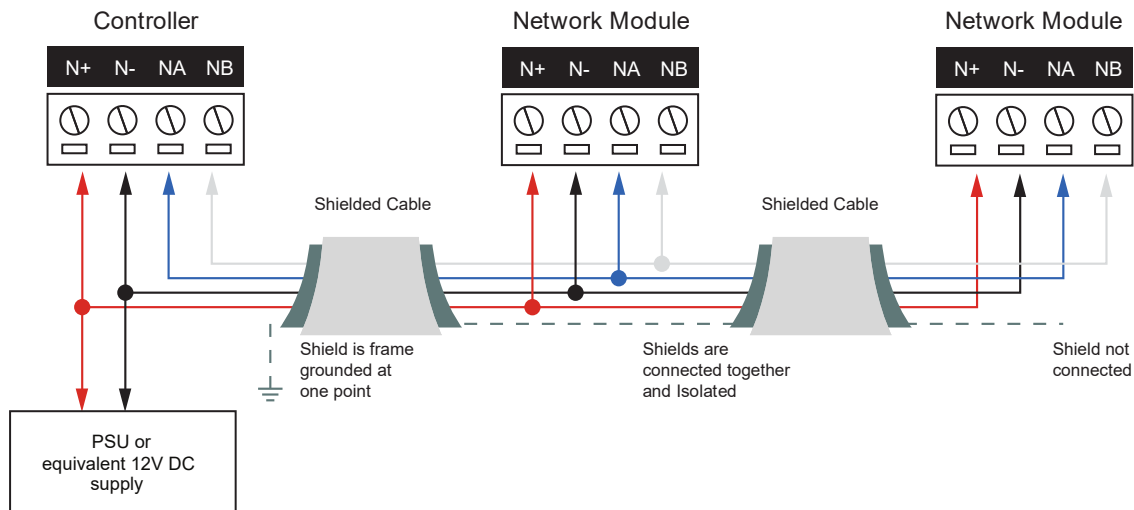 Controller
Network Module
Network Module
N+ N- NA NB
N+ N- NA NB
N+ N- NA NB
Shielded Cable
Shielded Cable
Shield is frame
grounded at
one point
Shields are
connected together
and Isolated
Shield not
connected
PSU or
equivalent 12V DC
supply